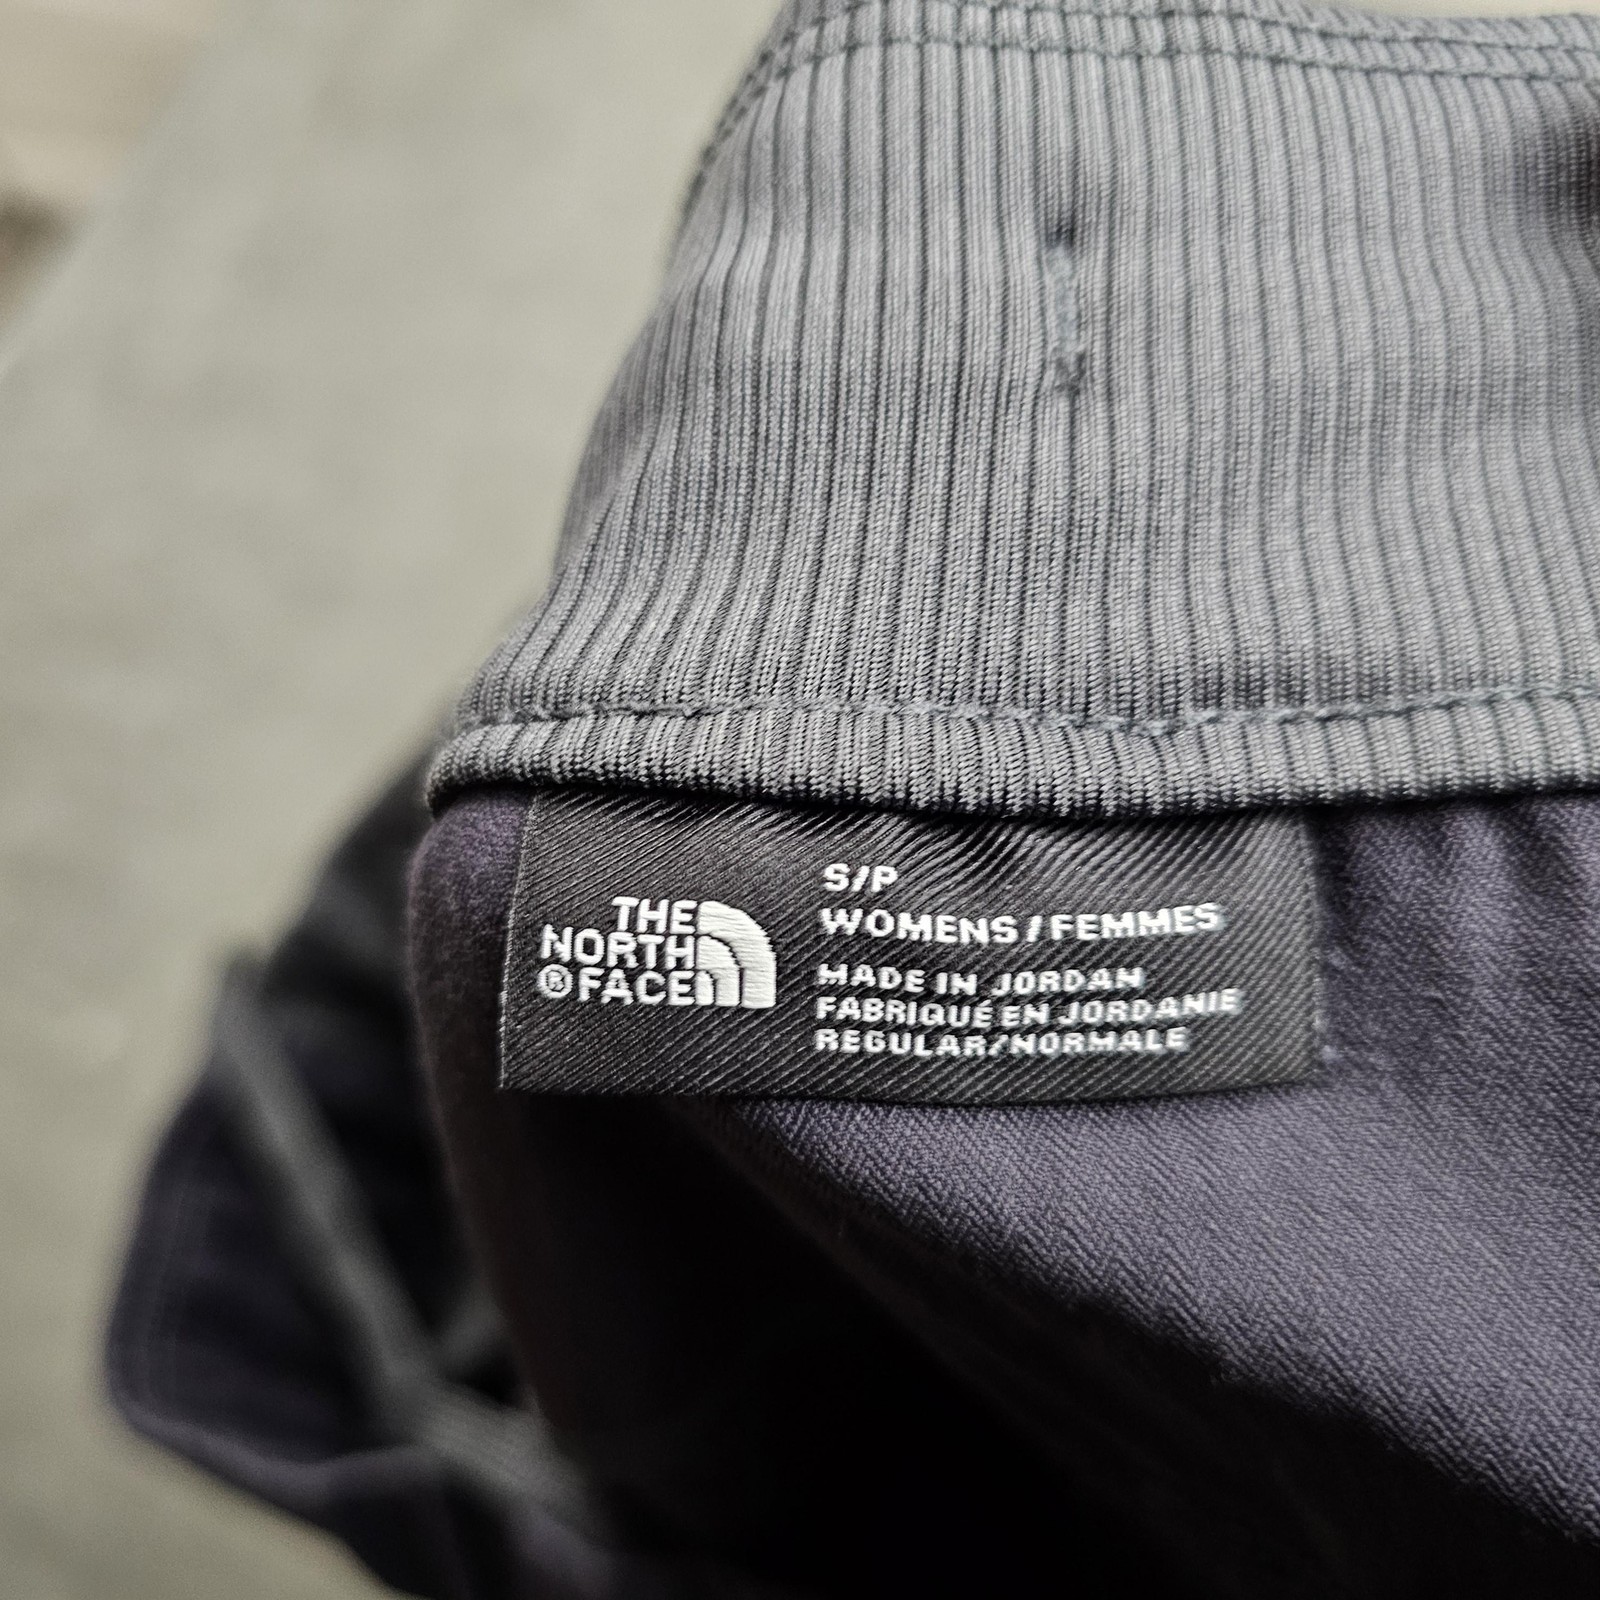 THE
NORTH
® FACE
S/P
WOMENS / FEMMES
MADE IN JORDAN
FABRIQUÉ EN JORDANIE
REGULAR/NORMALE